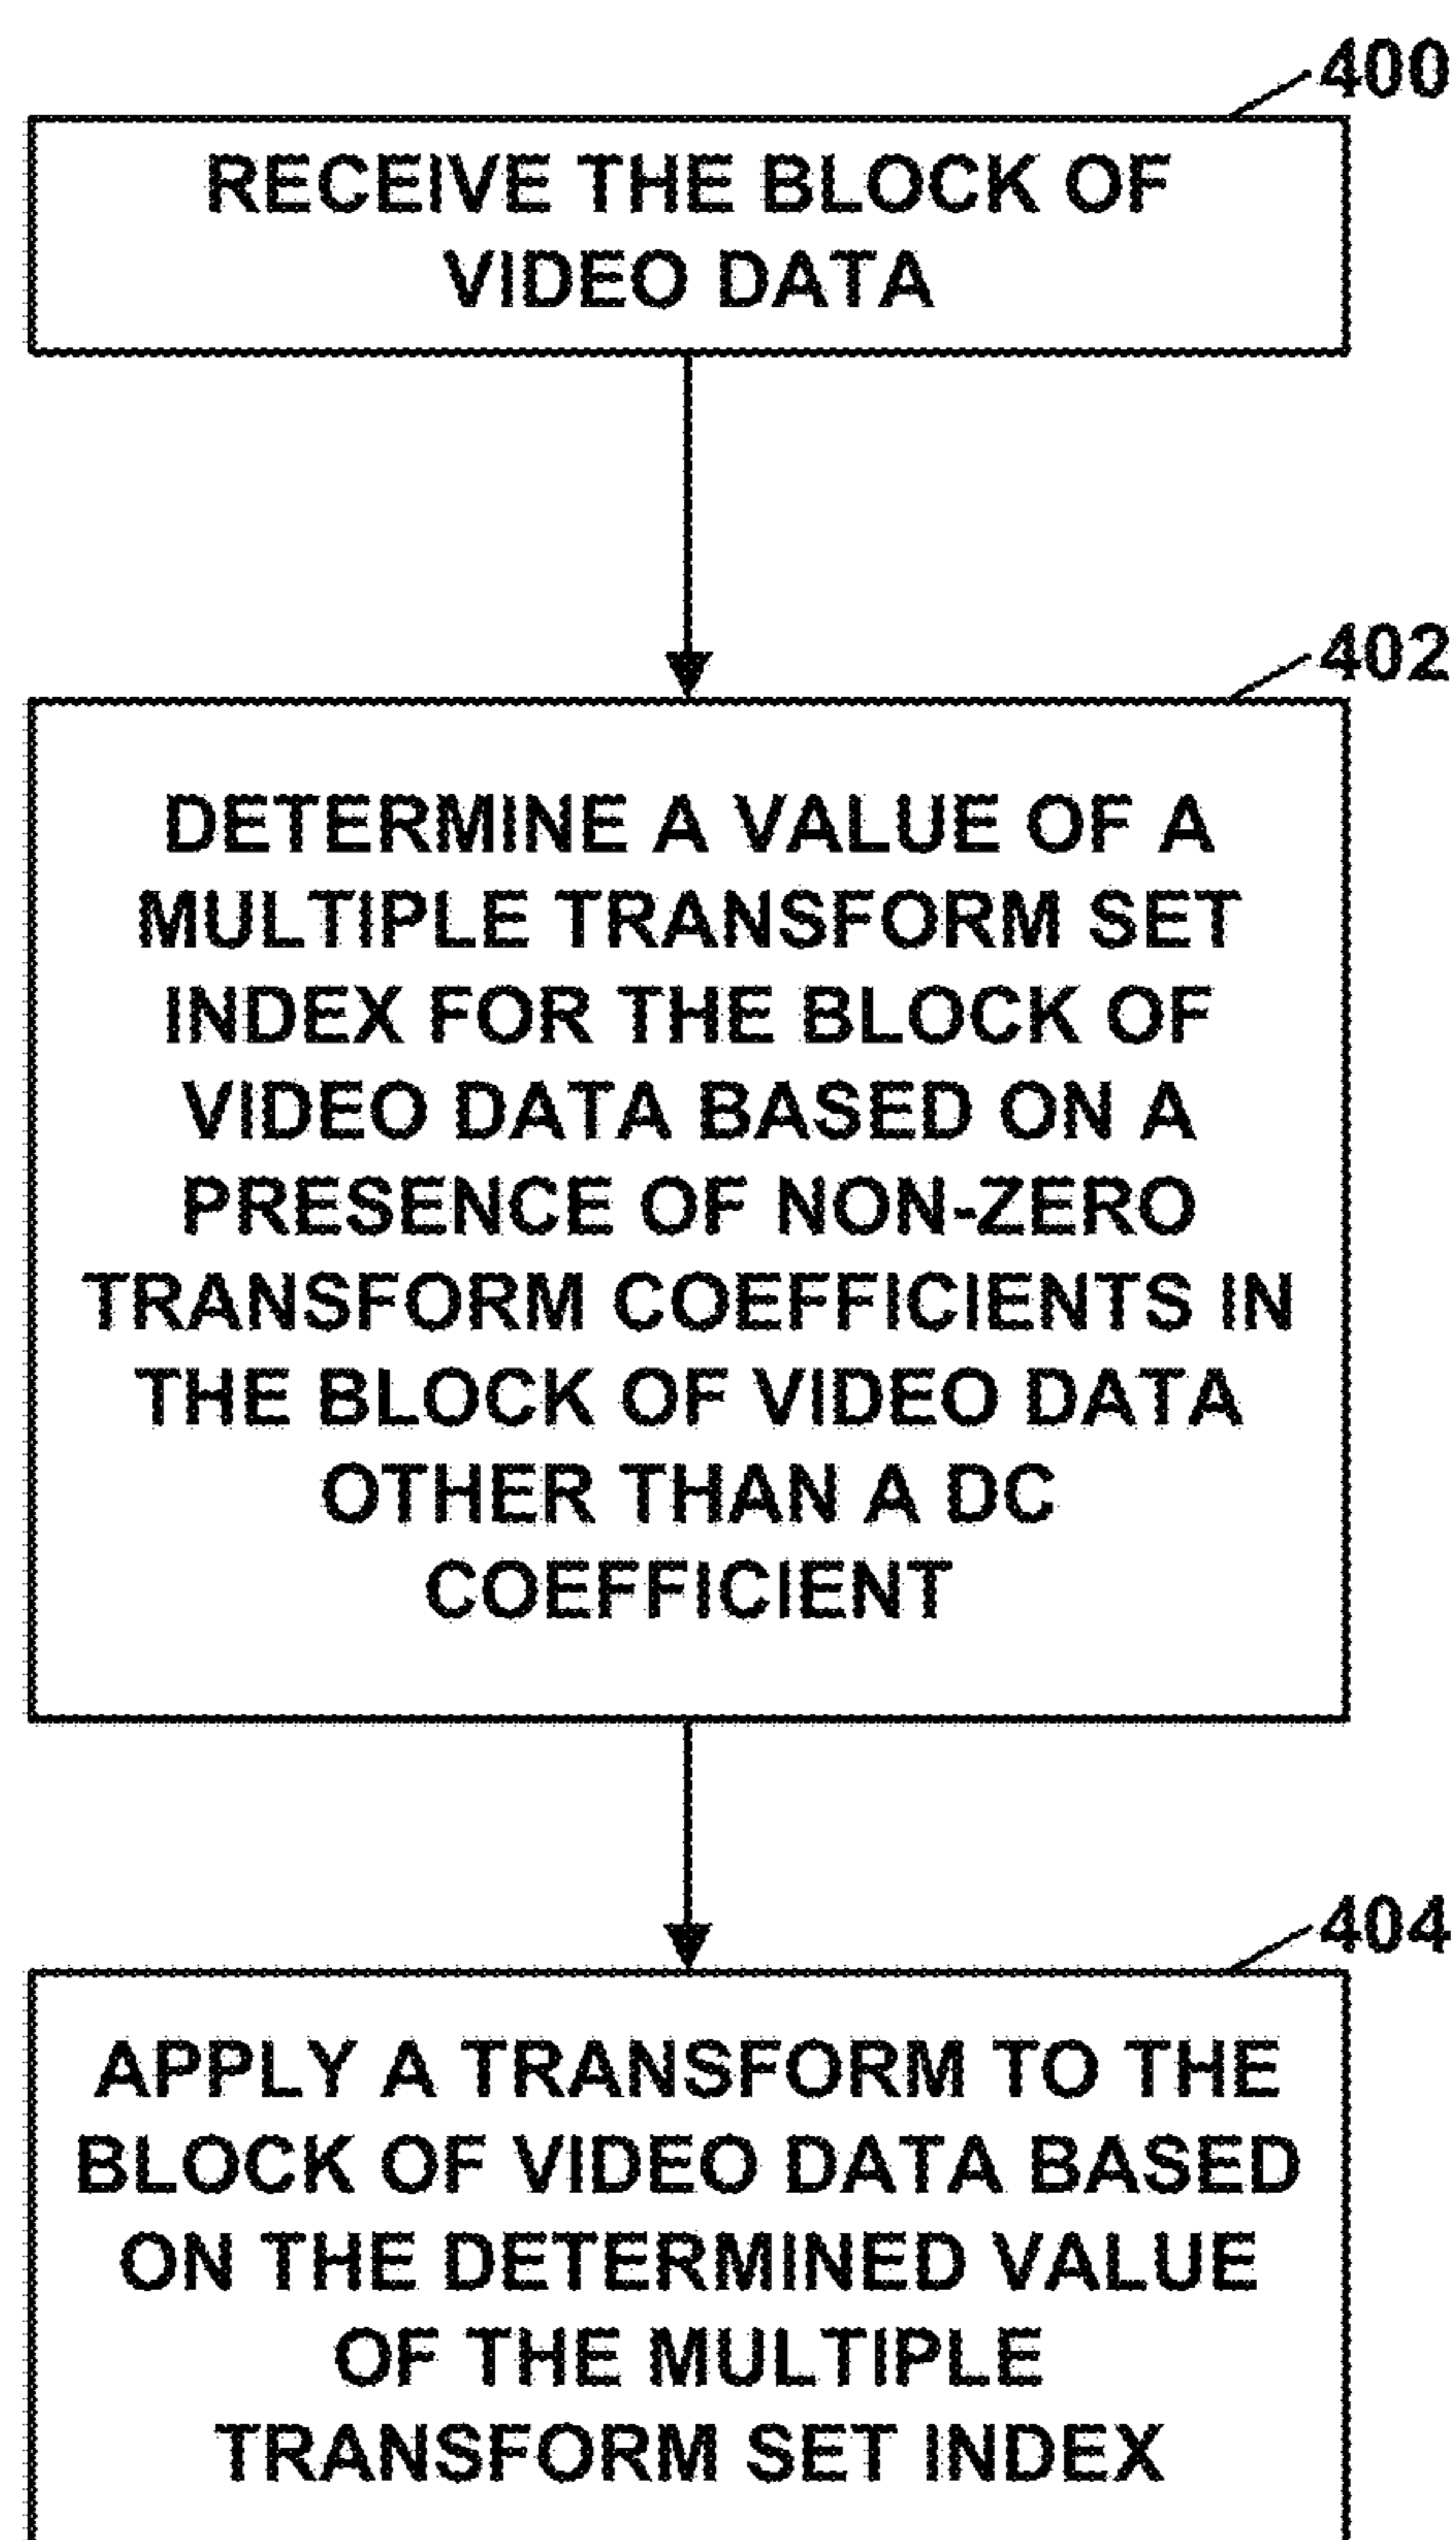 400
RECEIVE THE BLOCK OF
VIDEO DATA
402
DETERMINE A VALUE OF A
MULTIPLE TRANSFORM SET
INDEX FOR THE BLOCK OF
VIDEO DATA BASED ON A
PRESENCE OF NON-ZERO
TRANSFORM COEFFICIENTS IN
THE BLOCK OF VIDEO DATA
OTHER THAN A DC
COEFFICIENT
404
APPLY A TRANSFORM TO THE
BLOCK OF VIDEO DATA BASED
ON THE DETERMINED VALUE
OF THE MULTIPLE
TRANSFORM SET INDEX